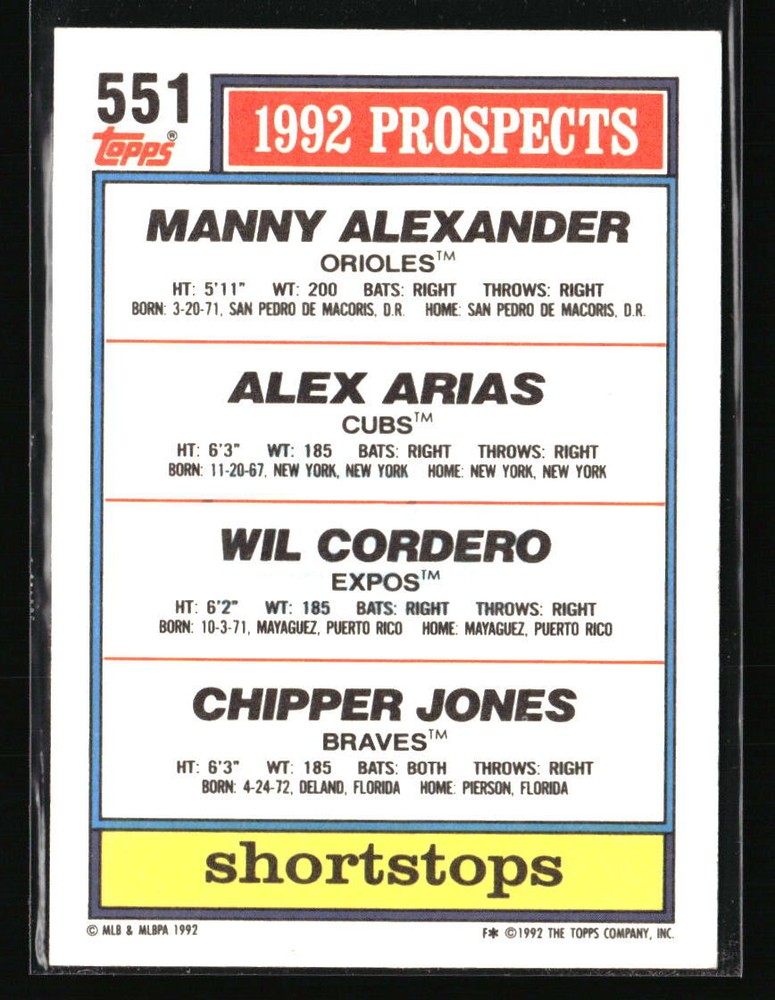 551
1992 PROSPECTS
Topps®
MANNY ALEXANDER
ORIOLES™
HT: 5'11" WT: 200 BATS: RIGHT THROWS: RIGHT
BORN: 3-20-71, SAN PEDRO DE MACORIS, D.R. HOME: SAN PEDRO DE MACORIS, D.R.
ALEX ARIAS
CUBS™
HT: 6'3" WT: 185 BATS: RIGHT THROWS: RIGHT
BORN: 11-20-67, NEW YORK, NEW YORK HOME: NEW YORK, NEW YORK
WIL CORDERO
EXPOS™
HT: 6'2" WT: 185 BATS: RIGHT THROWS: RIGHT
BORN: 10-3-71, MAYAGUEZ, PUERTO RICO HOME: MAYAGUEZ, PUERTO RICO
CHIPPER JONES
BRAVES™
HT: 6'3" WT: 185 BATS: BOTH THROWS: RIGHT
BORN: 4-24-72, DELAND, FLORIDA HOME: PIERSON, FLORIDA
shortstops
© MLB & MLBPA 1992 F* ©1992 THE TOPPS COMPANY, INC.